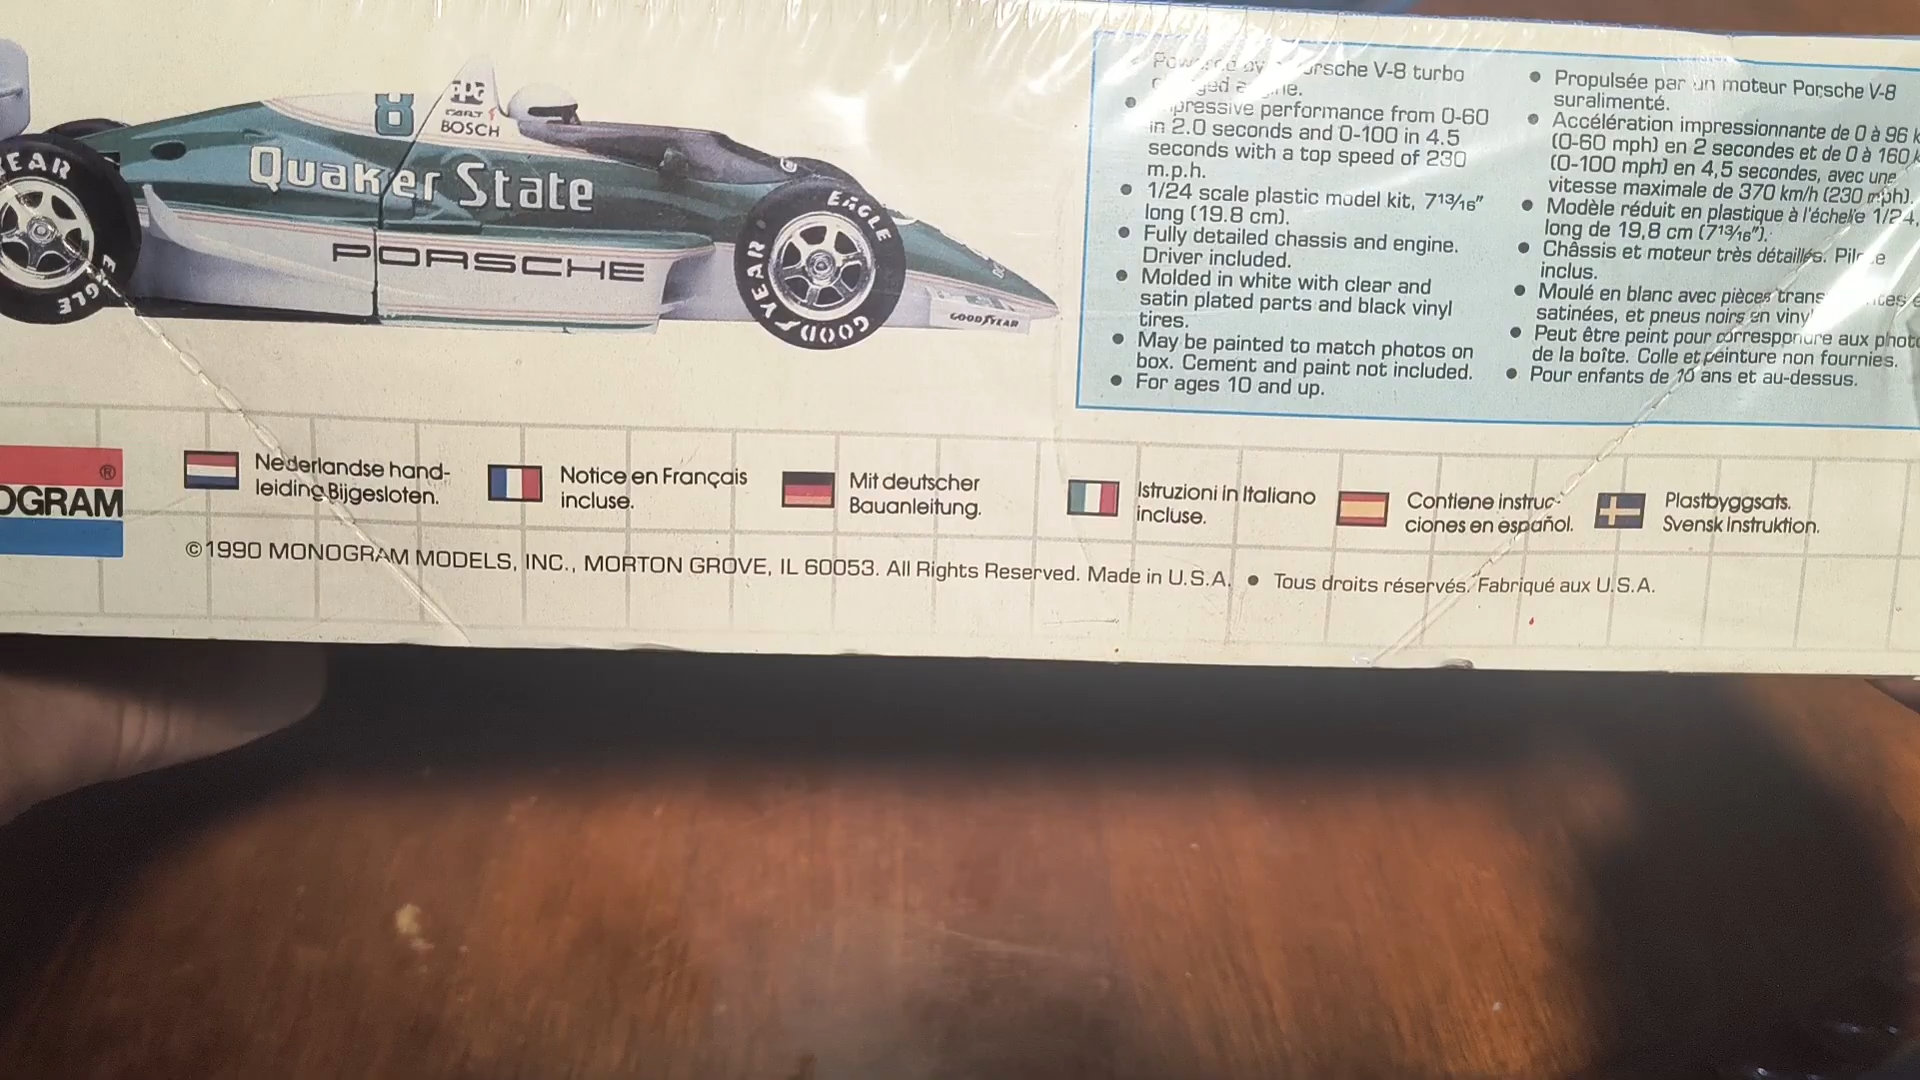 8
ppg
CART
BOSCH
Quaker State
PORSCHE
EAR
EAGLE
EAGLE
GOODYEAR
GOODYEAR
Porsche V-8 turbo
performance from 0-60
in 2.0 seconds and 0-100 in 4.5
seconds with a top speed of 230
m.p.h.
● 1/24 scale plastic model kit, 7 13/16"
long (19.8 cm).
● Fully detailed chassis and engine.
Driver included.
● Molded in white with clear and
satin plated parts and black vinyl
tires.
● May be painted to match photos on
box. Cement and paint not included.
● For ages 10 and up.
● Propulsée par un moteur Porsche V-8
suralimenté.
● Accélération impressionnante de 0 à 96 k
(0-60 mph) en 2 secondes et de 0 à 160 k
(0-100 mph) en 4,5 secondes, avec une
vitesse maximale de 370 km/h (230 mph).
● Modèle réduit en plastique à l'échelle 1/24,
long de 19,8 cm (7 13/16").
● Châssis et moteur très détaillés.
inclus.
● Moulé en blanc avec pièces
satinées, et pneus noirs en
● Peut être peint pour correspondre aux photo
de la boîte. Colle et peinture non fournies.
● Pour enfants de 10 ans et au-dessus.
OGRAM®
Nederlandse hand-
leiding Bijgesloten.
Notice en Français
incluse.
Mit deutscher
Bauanleitung.
Istruzioni in Italiano
incluse.
Contiene instruc-
ciones en español.
Plastbyggsats.
Svensk Instruktion.
©1990 MONOGRAM MODELS, INC., MORTON GROVE, IL 60053. All Rights Reserved. Made in U.S.A. ● Tous droits réservés. Fabriqué aux U.S.A.